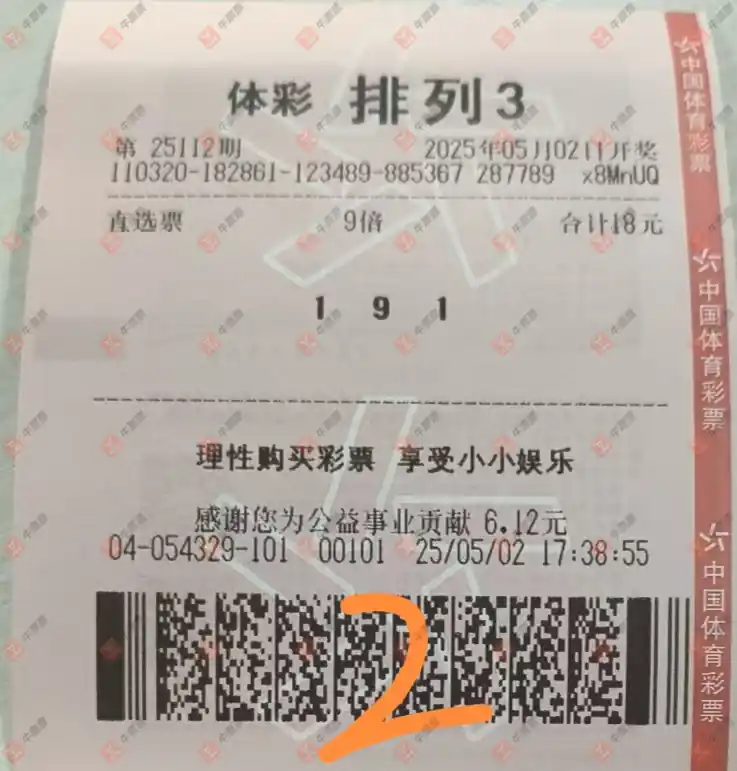 体彩 排列3
第 25112期 2025年05月02日开奖
110320-182861-123489-885367 287789 x8MnUQ
直选票 9倍 合计18元
1 9 1
理性购买彩票 享受小小娱乐
感谢您为公益事业贡献 6.12元
04-054329-101 00101 25/05/02 17:38:55
2
中国体育彩票
中国体育彩票
中国体育彩票